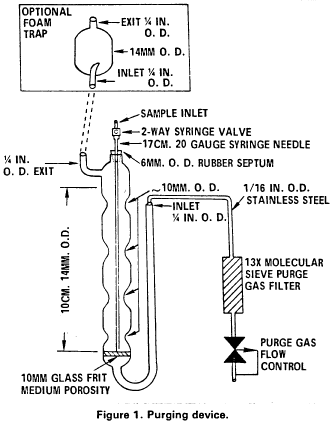 OPTIONAL
FOAM
TRAP
EXIT ¼ IN.
O. D.
14MM O. D.
INLET ¼ IN.
O. D.
SAMPLE INLET
2-WAY SYRINGE VALVE
17CM. 20 GAUGE SYRINGE NEEDLE
6MM. O. D. RUBBER SEPTUM
¼ IN.
O. D. EXIT
10MM. O. D.
INLET
¼ IN. O. D.
1/16 IN. O.D.
STAINLESS STEEL
10CM. 14MM. O.D.
13X MOLECULAR
SIEVE PURGE
GAS FILTER
PURGE GAS
FLOW
CONTROL
10MM GLASS FRIT
MEDIUM POROSITY
Figure 1. Purging device.